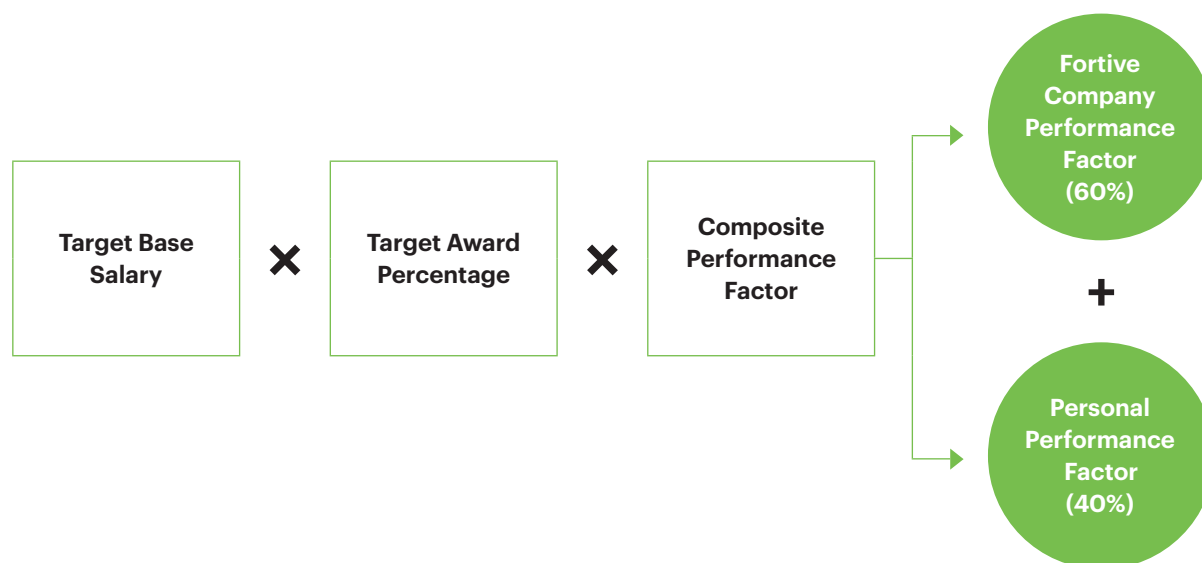 Target Base
Salary
×
Target Award
Percentage
×
Composite
Performance
Factor
Fortive
Company
Performance
Factor
(60%)
+
Personal
Performance
Factor
(40%)